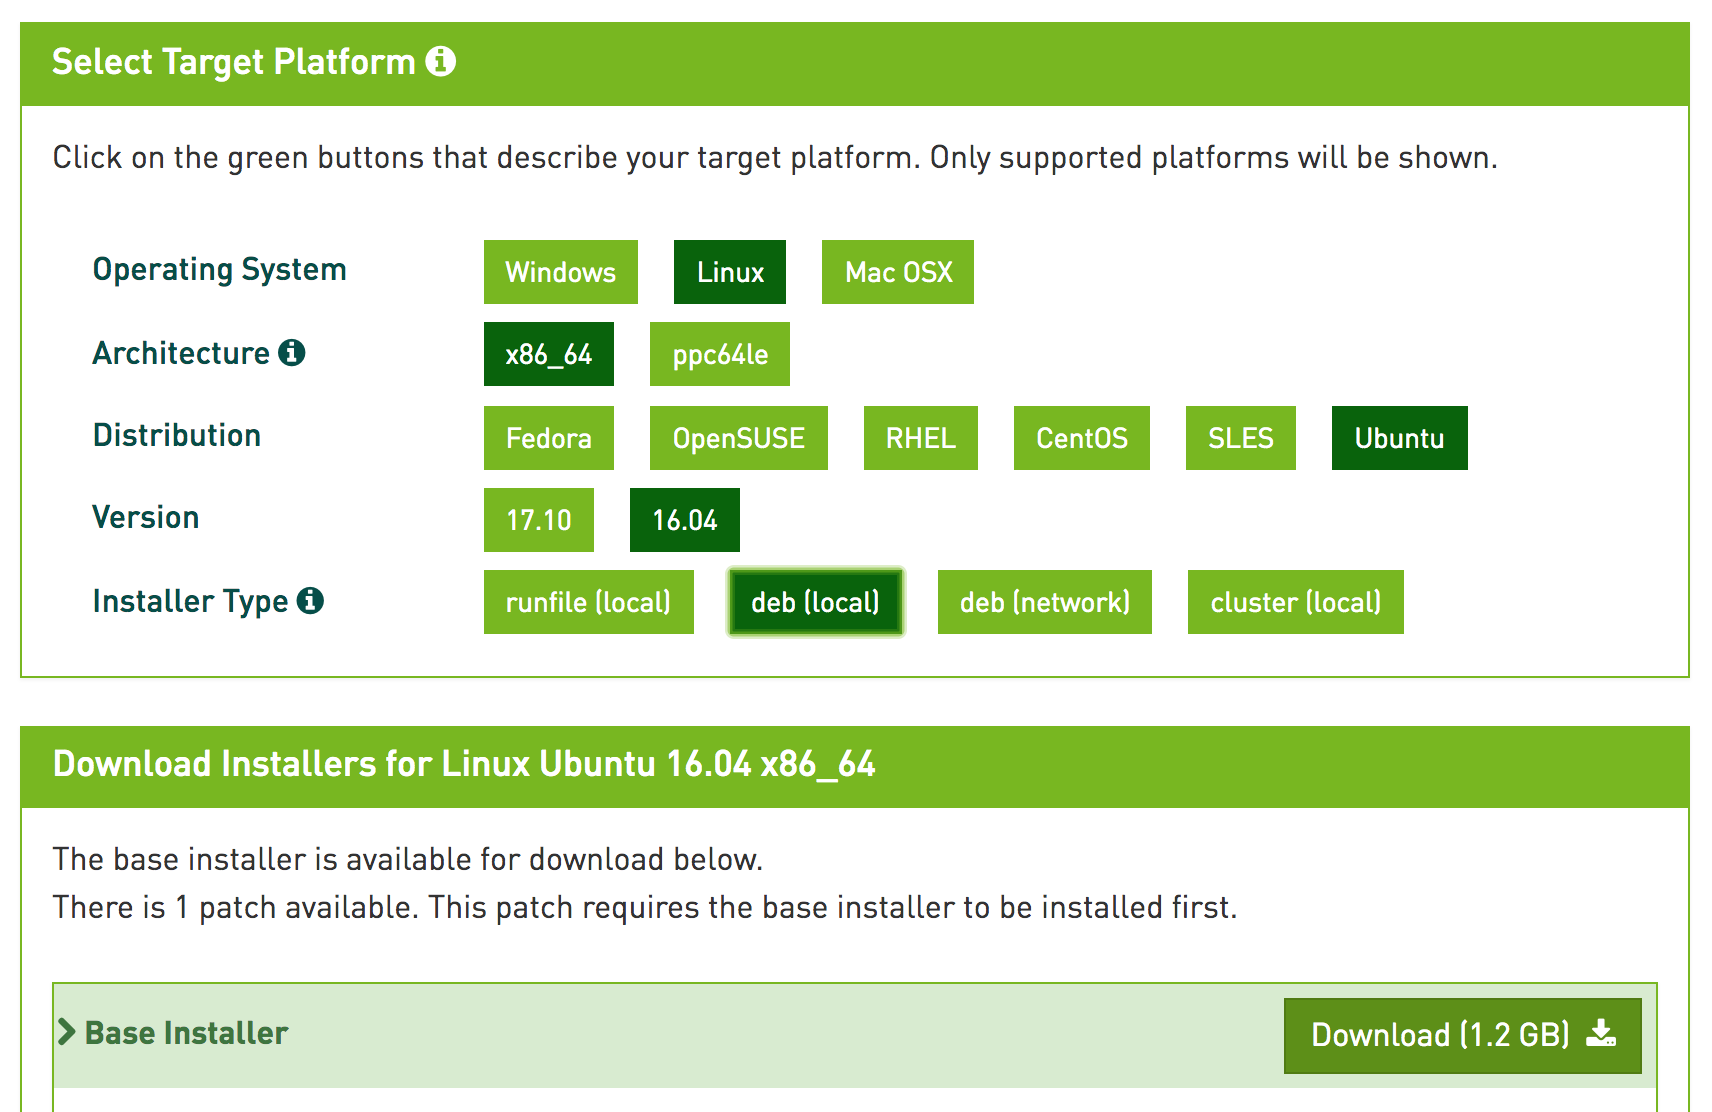 Select Target Platform
Click on the green buttons that describe your target platform. Only supported platforms will be shown.
Operating System Windows Linux Mac OSX
Architecture x86_64 ppc64le
Distribution Fedora OpenSUSE RHEL CentOS SLES Ubuntu
Version 17.10 16.04
Installer Type runfile (local) deb (local) deb (network) cluster (local)
Download Installers for Linux Ubuntu 16.04 x86_64
The base installer is available for download below.
There is 1 patch available. This patch requires the base installer to be installed first.
Base Installer Download (1.2 GB)